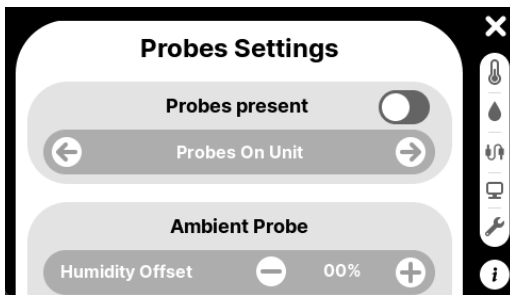 Probes Settings
Probes present
Probes On Unit
Ambient Probe
Humidity Offset 00%
i